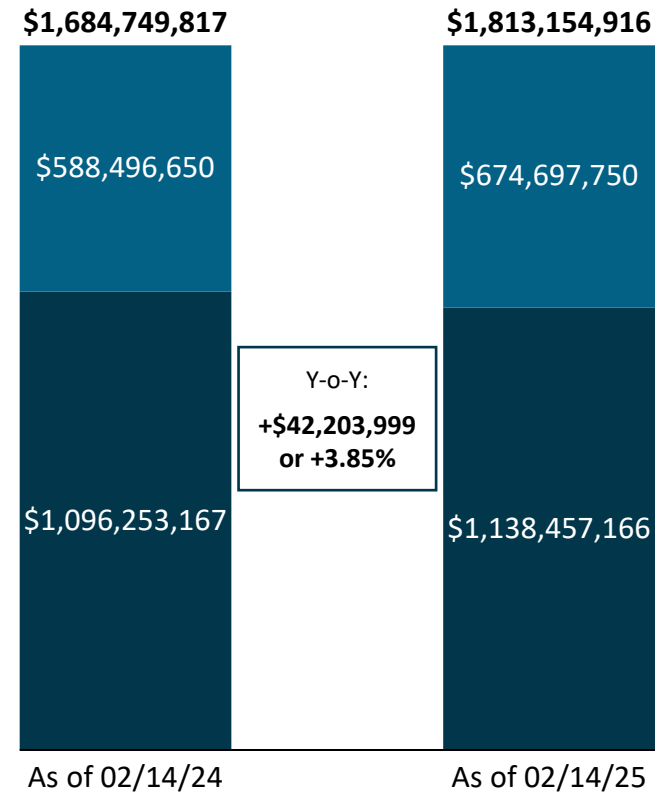 $1,684,749,817
$1,813,154,916
$588,496,650
$674,697,750
Y-o-Y:
+$42,203,999
or +3.85%
$1,096,253,167
$1,138,457,166
As of 02/14/24
As of 02/14/25